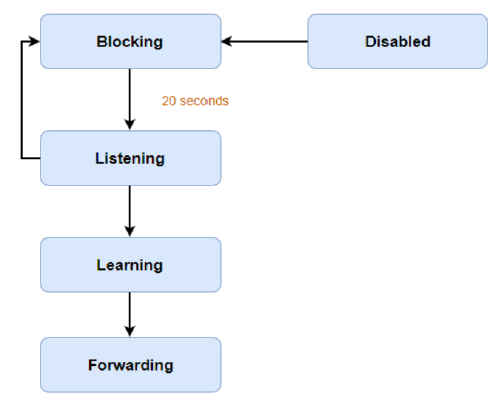 Blocking
Disabled
20 seconds
Listening
Learning
Forwarding